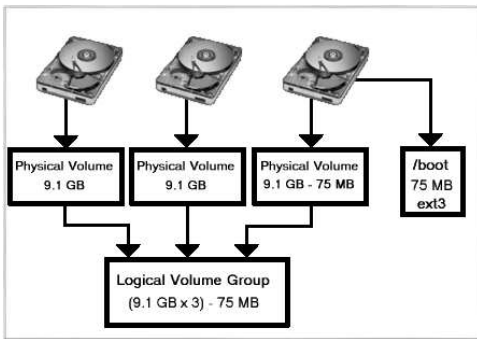 Physical Volume
9.1 GB
Physical Volume
9.1 GB
Physical Volume
9.1 GB - 75 MB
/boot
75 MB
ext3
Logical Volume Group
(9.1 GB x 3) - 75 MB